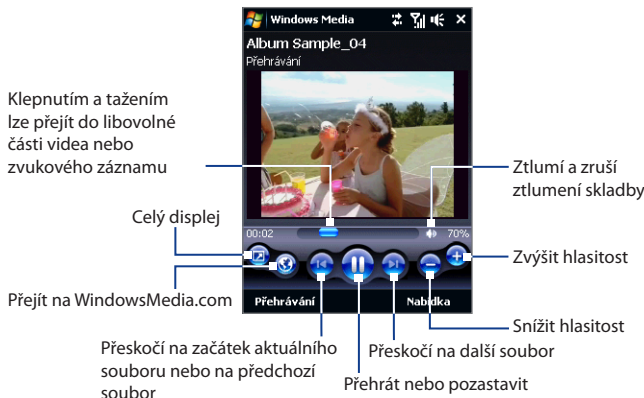 Windows Media
Album Sample_04
Přehrávání
Klepnutím a tažením
lze přejít do libovolné
části videa nebo
zvukového záznamu
Ztlumí a zruší
ztlumení skladby
Celý displej
00:02
70%
Zvýšit hlasitost
Přejít na WindowsMedia.com
Přehrávání
Nabídka
Snížit hlasitost
Přeskočí na začátek aktuálního
souboru nebo na předchozí
soubor
Přeskočí na další soubor
Přehrát nebo pozastavit